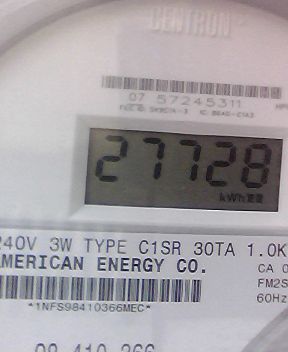 CENTRON
07 57245311
27728
kWh
240V 3W TYPE C1SR 30TA 1.0K
AMERICAN ENERGY CO.
CA 0
FM2S
60Hz
*1NFS98410366MEC*
98 410 366